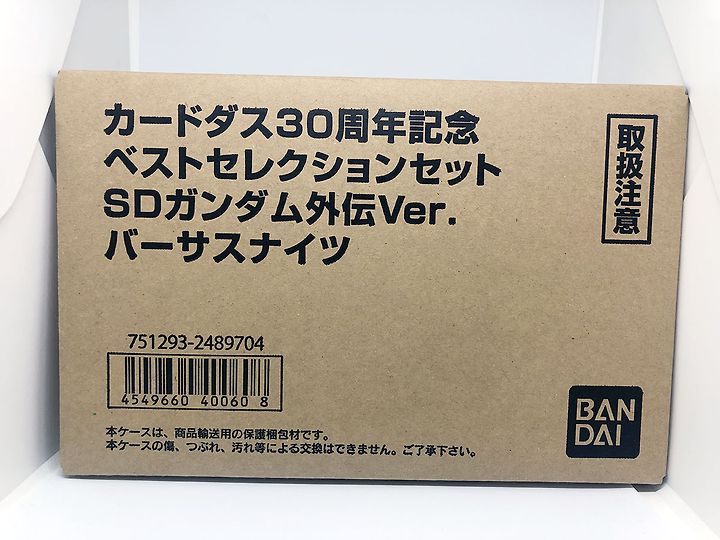 カードダス30周年記念
ベストセレクションセット
SDガンダム外伝Ver.
バーサスナイツ
取扱注意
751293-2489704
4549660 40060 8
本ケースは、商品輸送用の保護梱包材です。
本ケースの傷、つぶれ、汚れ等による交換はできません。ご了承下さい。
BAN
DAI